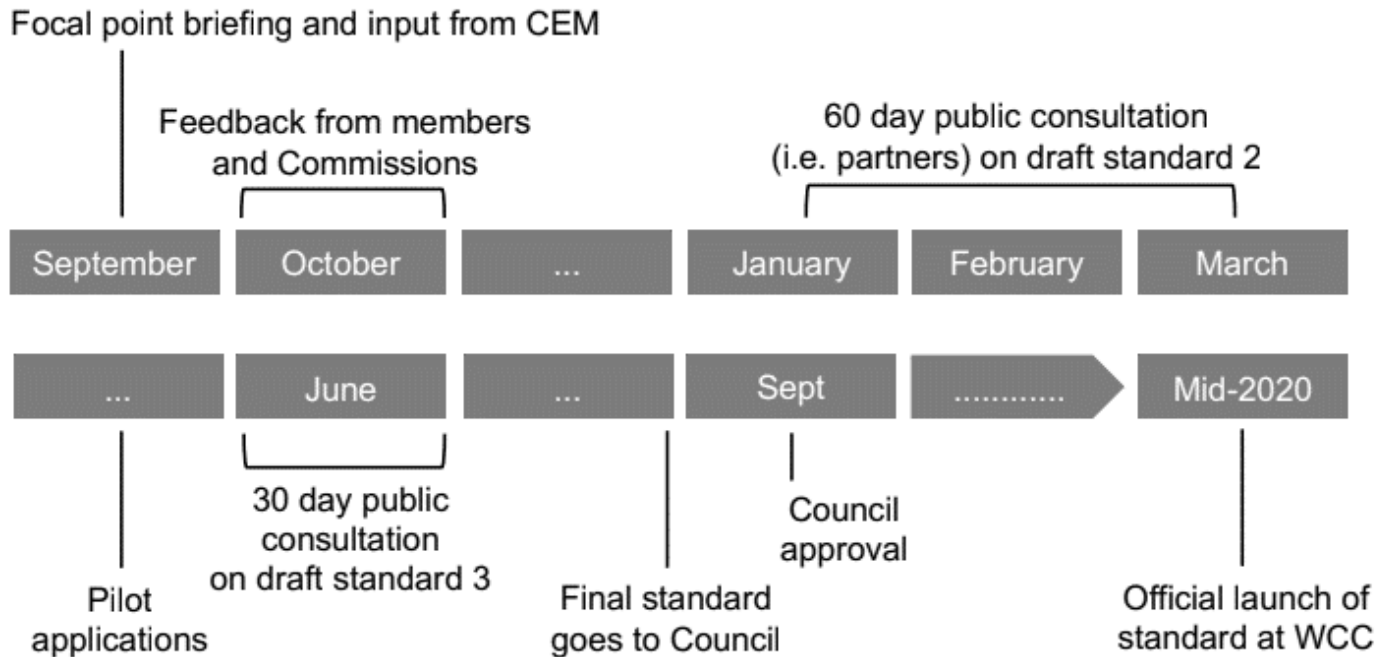 Focal point briefing and input from CEM
Feedback from members
and Commissions
60 day public consultation
(i.e. partners) on draft standard 2
September
October
...
January
February
March
...
June
...
Sept
............
Mid-2020
30 day public
consultation
on draft standard 3
Council
approval
Pilot
applications
Final standard
goes to Council
Official launch of
standard at WCC